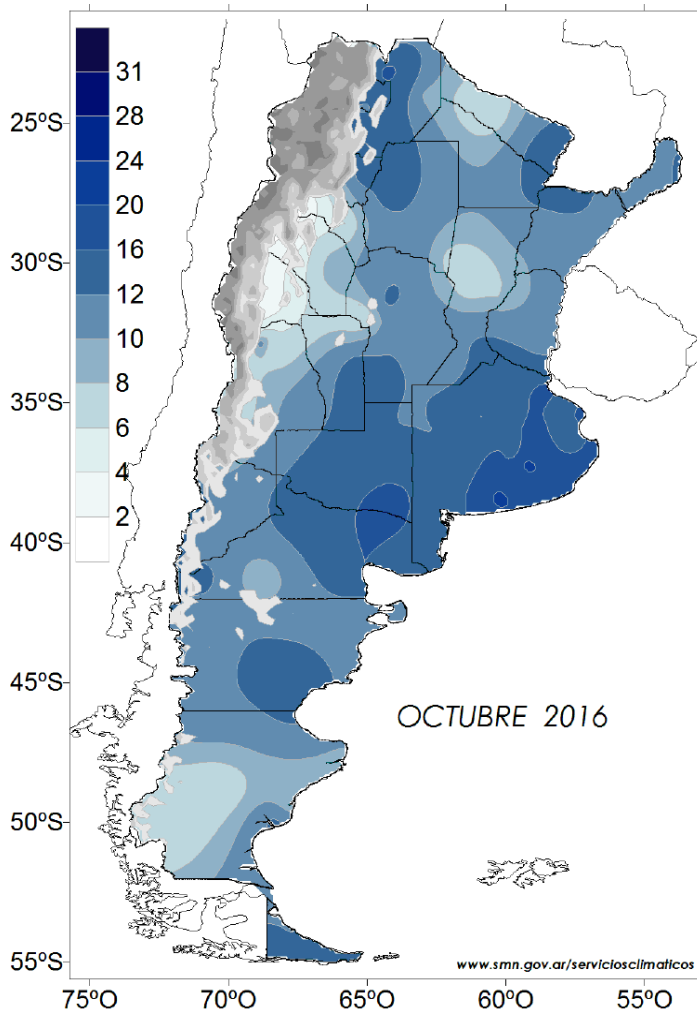 31
28
24
20
16
12
10
8
6
4
2
25ºS
30ºS
35ºS
40ºS
45ºS
50ºS
55ºS
OCTUBRE 2016
www.smn.gov.ar/serviciosclimaticos
75ºO
70ºO
65ºO
60ºO
55ºO